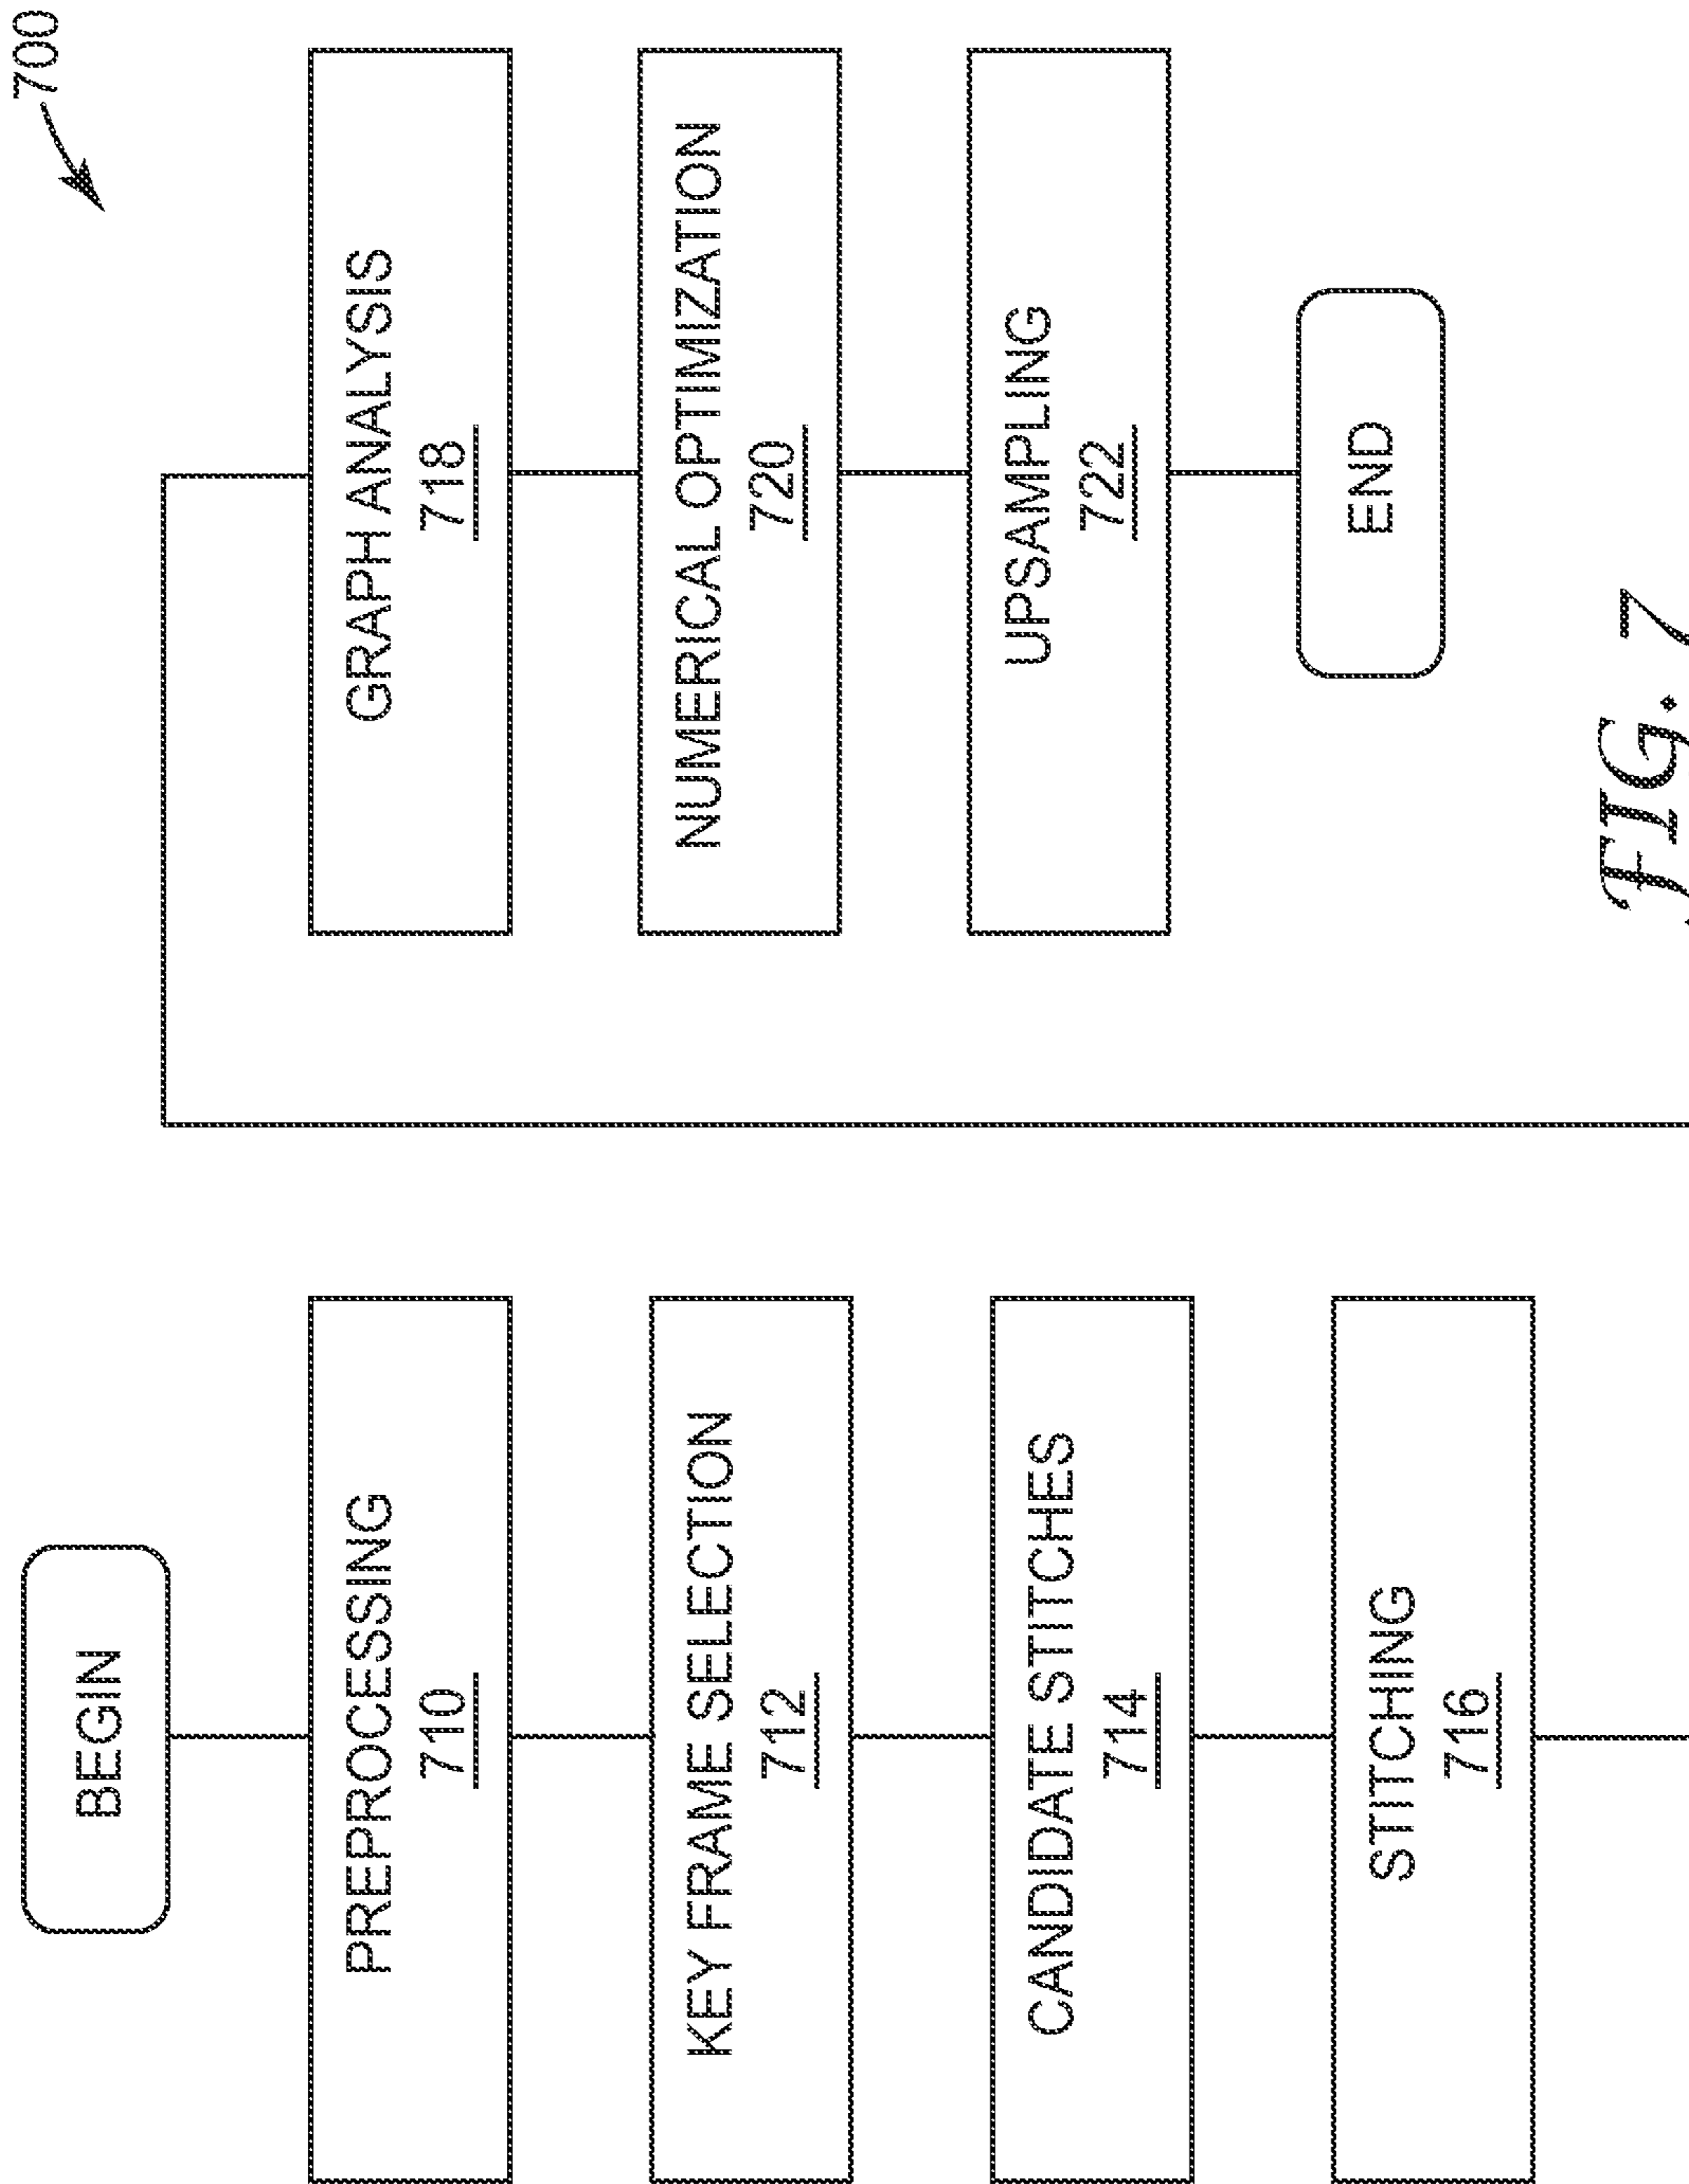 700
BEGIN
PREPROCESSING
710
KEY FRAME SELECTION
712
CANDIDATE STITCHES
714
STITCHING
716
GRAPH ANALYSIS
718
NUMERICAL OPTIMIZATION
720
UPSAMPLING
722
END
FIG. 7